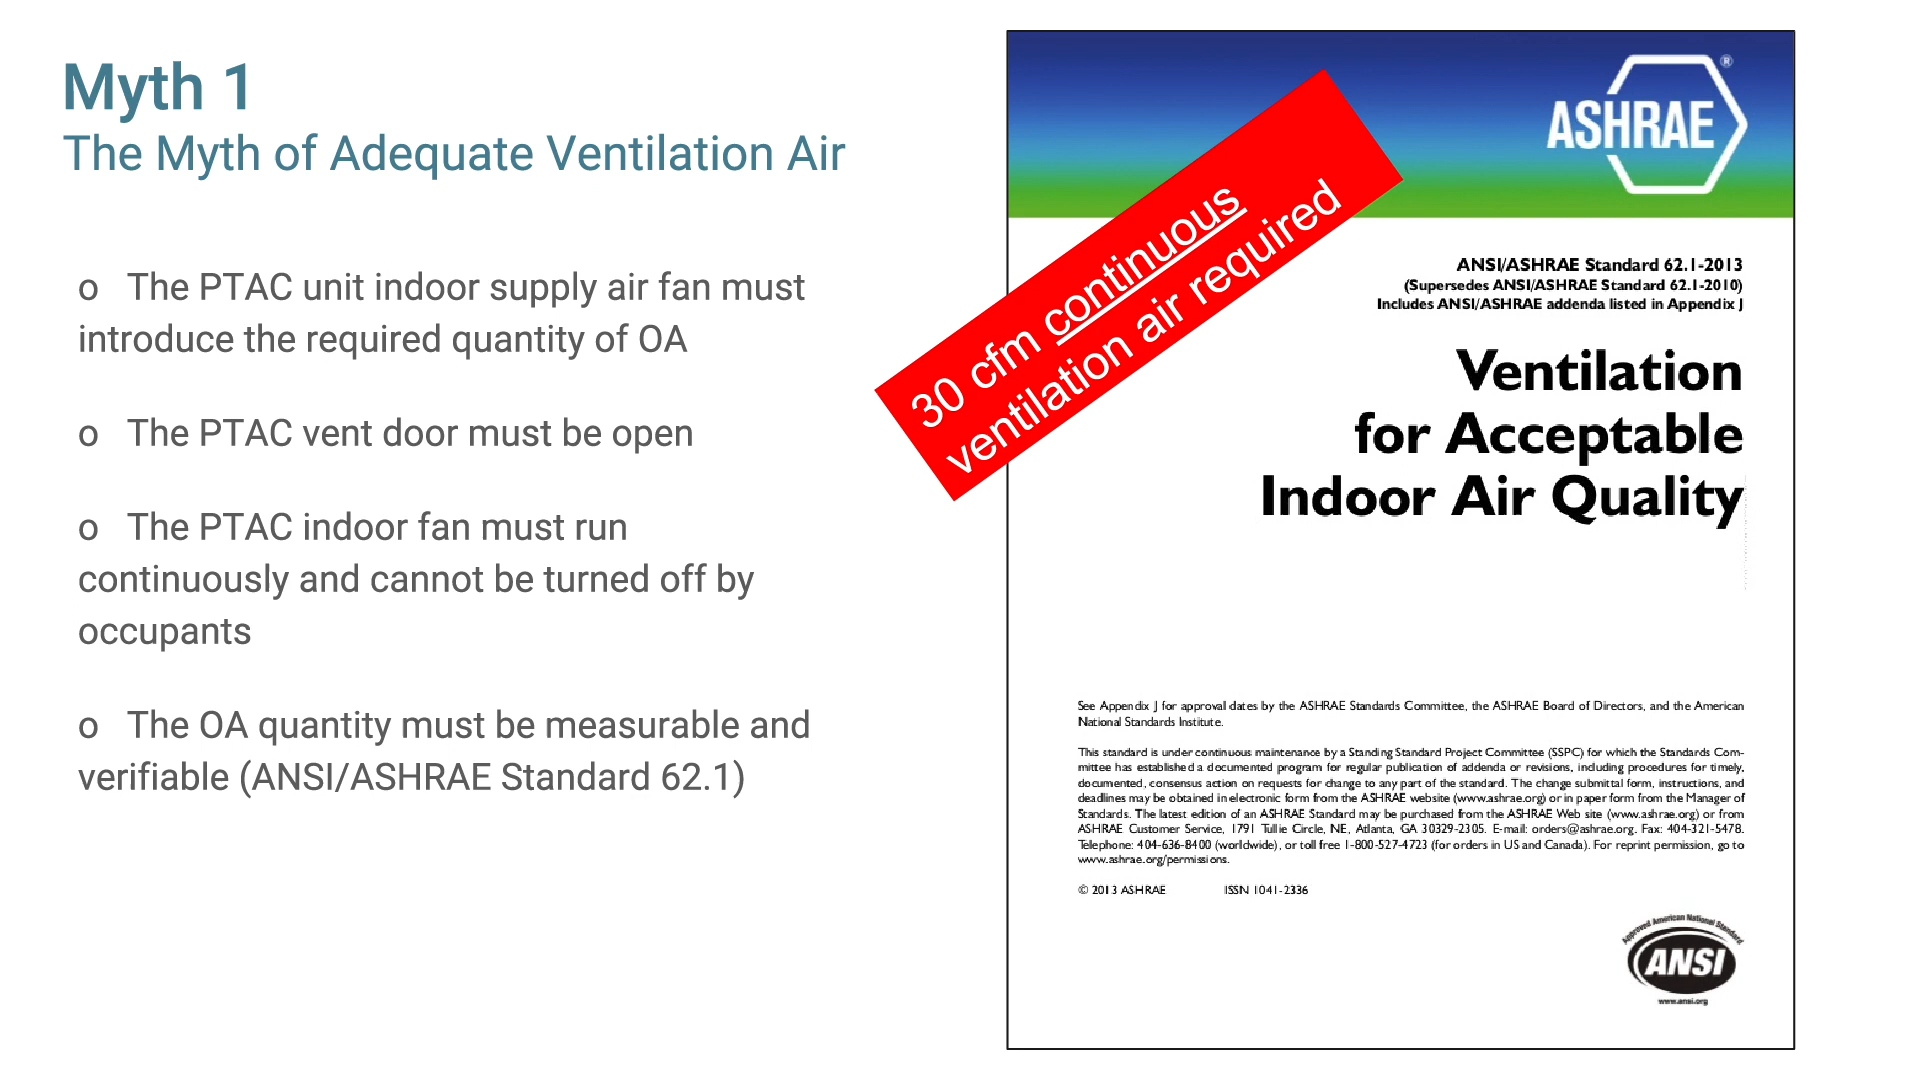 Myth 1
The Myth of Adequate Ventilation Air
o The PTAC unit indoor supply air fan must
introduce the required quantity of OA
o The PTAC vent door must be open
o The PTAC indoor fan must run
continuously and cannot be turned off by
occupants
o The OA quantity must be measurable and
verifiable (ANSI/ASHRAE Standard 62.1)
30 cfm continuous
ventilation air required
ASHRAE®
ANSI/ASHRAE Standard 62.1-2013
(Supersedes ANSI/ASHRAE Standard 62.1-2010)
Includes ANSI/ASHRAE addenda listed in Appendix J
Ventilation
for Acceptable
Indoor Air Quality
See Appendix J for approval dates by the ASHRAE Standards Committee, the ASHRAE Board of Directors, and the American
National Standards Institute.
This standard is under continuous maintenance by a Standing Standard Project Committee (SSPC) for which the Standards Com-
mittee has established a documented program for regular publication of addenda or revisions, including procedures for timely,
documented, consensus action on requests for change to any part of the standard. The change submittal form, instructions, and
deadlines may be obtained in electronic form from the ASHRAE website (www.ashrae.org) or in paper form from the Manager of
Standards. The latest edition of an ASHRAE Standard may be purchased from the ASHRAE Web site (www.ashrae.org) or from
ASHRAE Customer Service, 1791 Tullie Circle, NE, Atlanta, GA 30329-2305. E-mail: orders@ashrae.org. Fax: 404-321-5478.
Telephone: 404-636-8400 (worldwide), or toll free 1-800-527-4723 (for orders in US and Canada). For reprint permission, go to
www.ashrae.org/permissions.
© 2013 ASHRAE ISSN 1041-2336
Approved American National Standard
ANSI
www.ansi.org